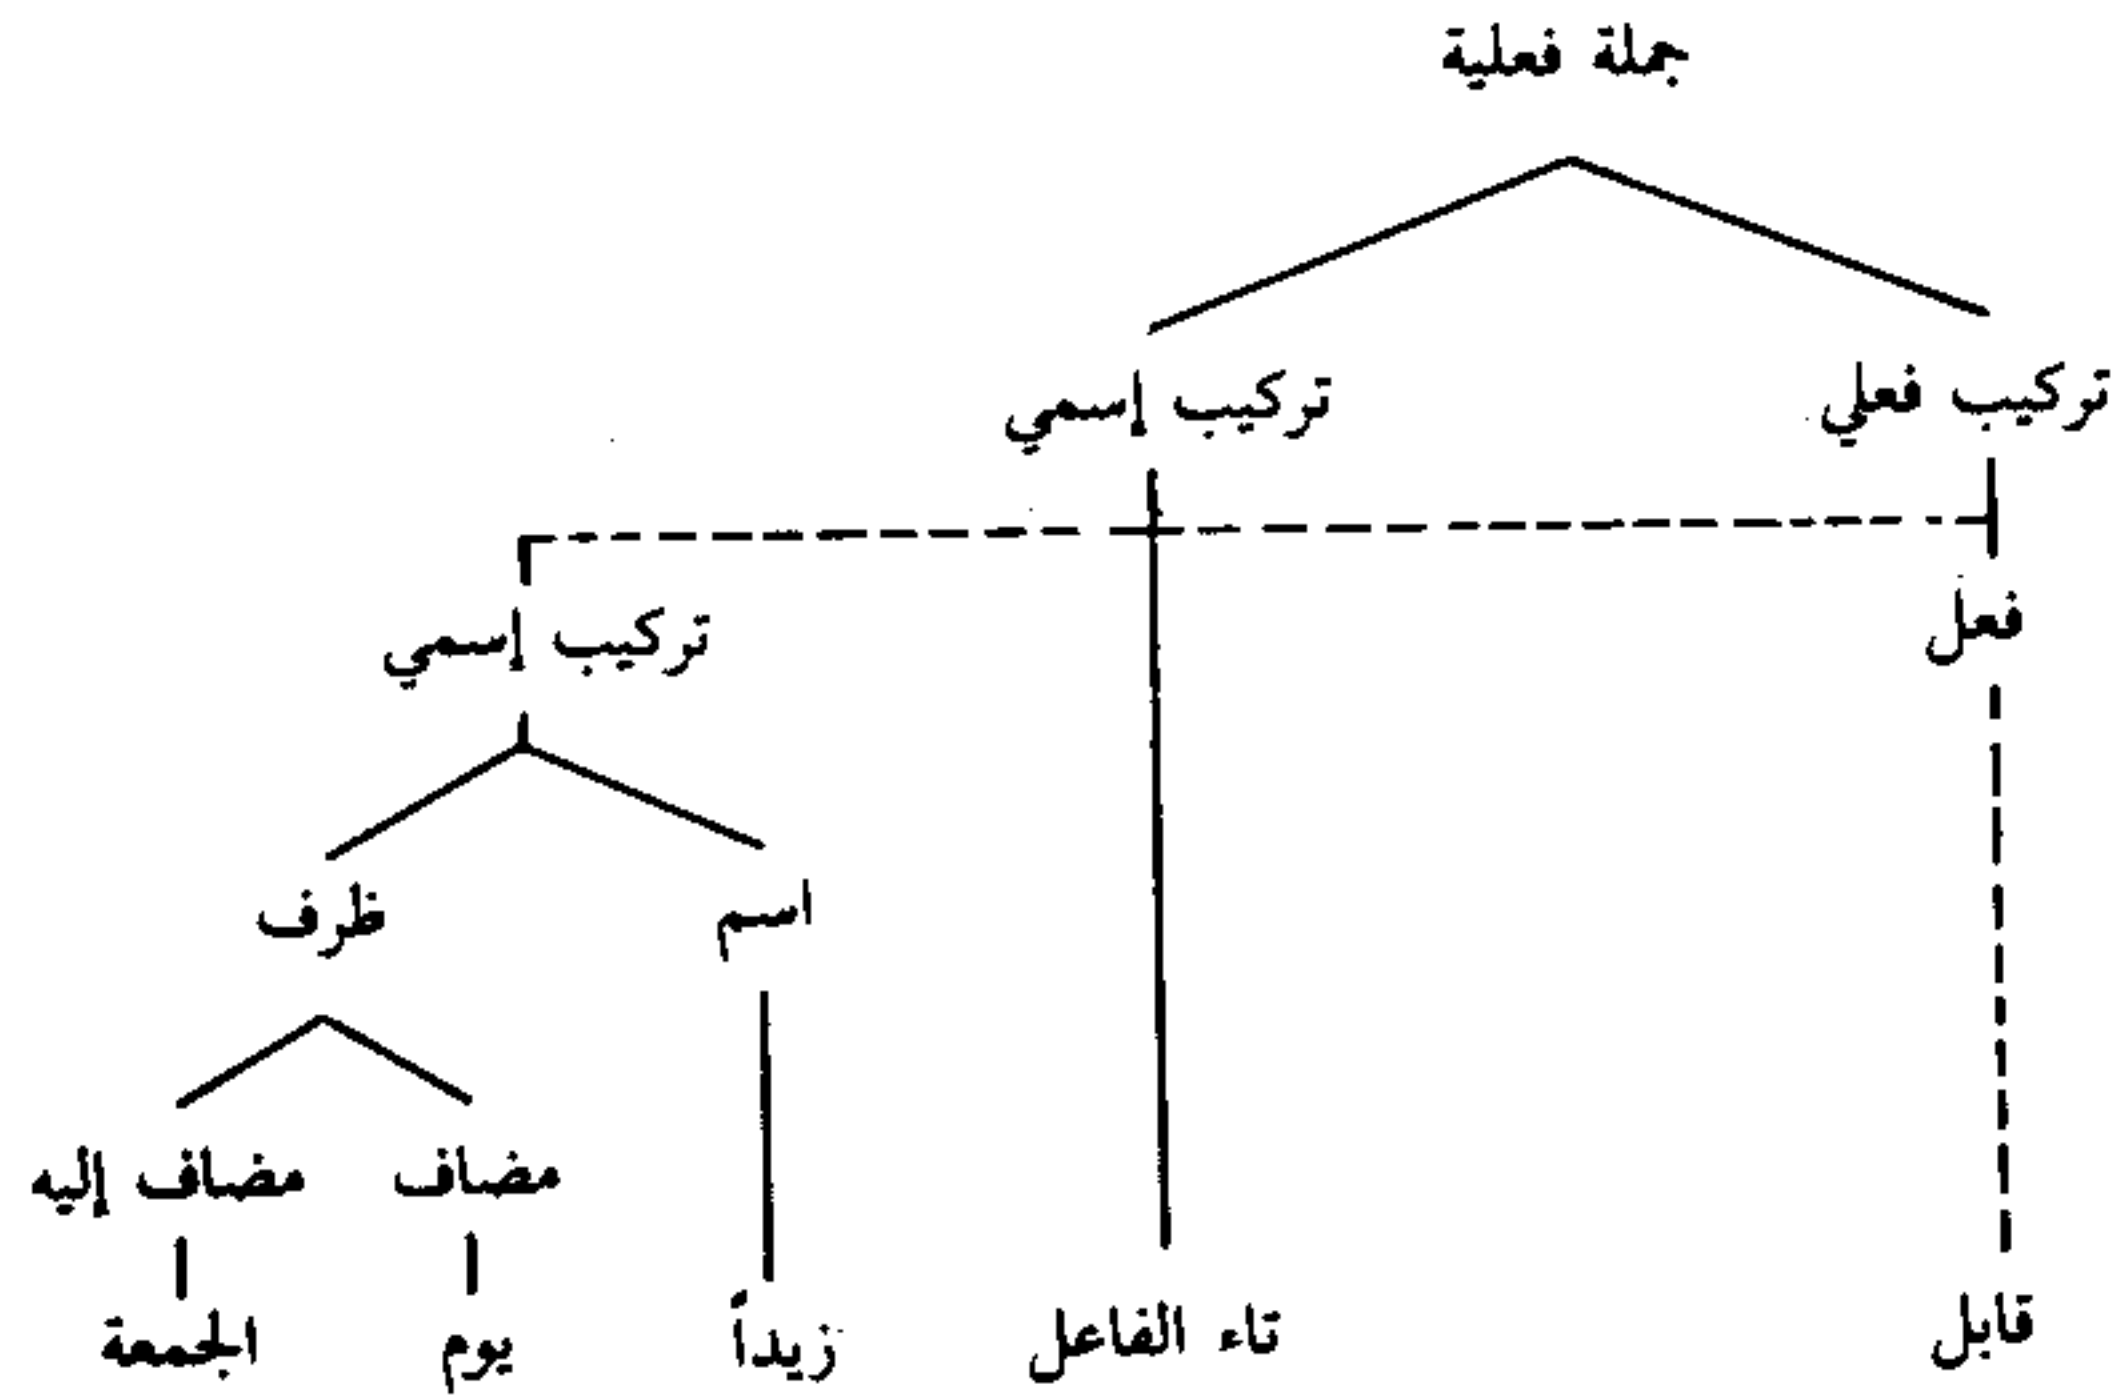 جملة فعلية
تركيب فعلي تركيب إسمي
فعل تركيب إسمي
اسم ظرف
مضاف مضاف إليه
قابل تاء الفاعل زيداً يوم الجمعة